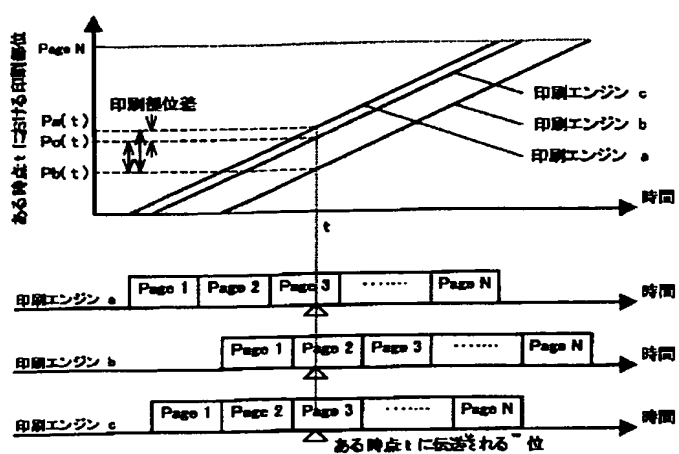 Page N
ある時点tにおける印刷部位
印刷部位差
Pa(t)
Pc(t)
Pb(t)
印刷エンジン c
印刷エンジン b
印刷エンジン a
時間
t
印刷エンジン a
Page 1 Page 2 Page 3 ……. Page N
時間
印刷エンジン b
Page 1 Page 2 Page 3 ……. Page N
時間
印刷エンジン c
Page 1 Page 2 Page 3 ……. Page N
時間
ある時点tに伝送される 位